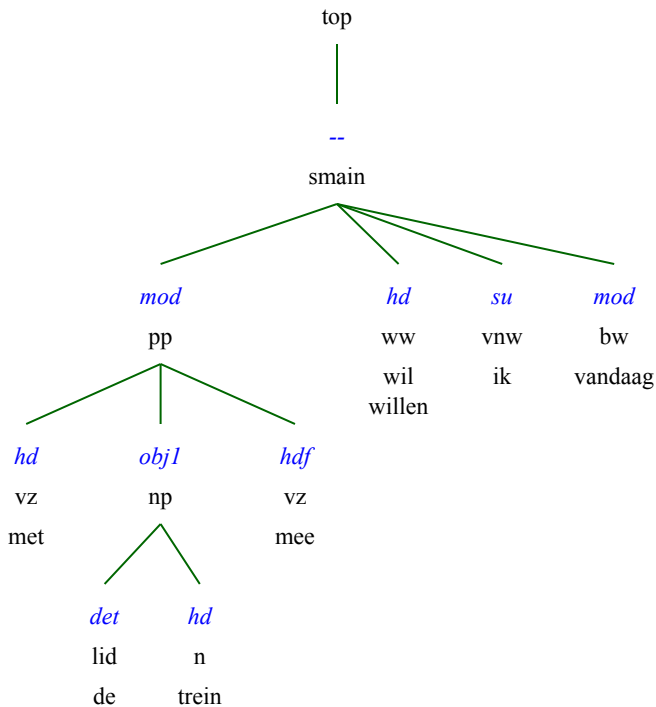 top
--
smain
mod hd su mod
pp ww vnw bw
wil ik vandaag
willen
hd obj1 hdf
vz np vz
met mee
det hd
lid n
de trein